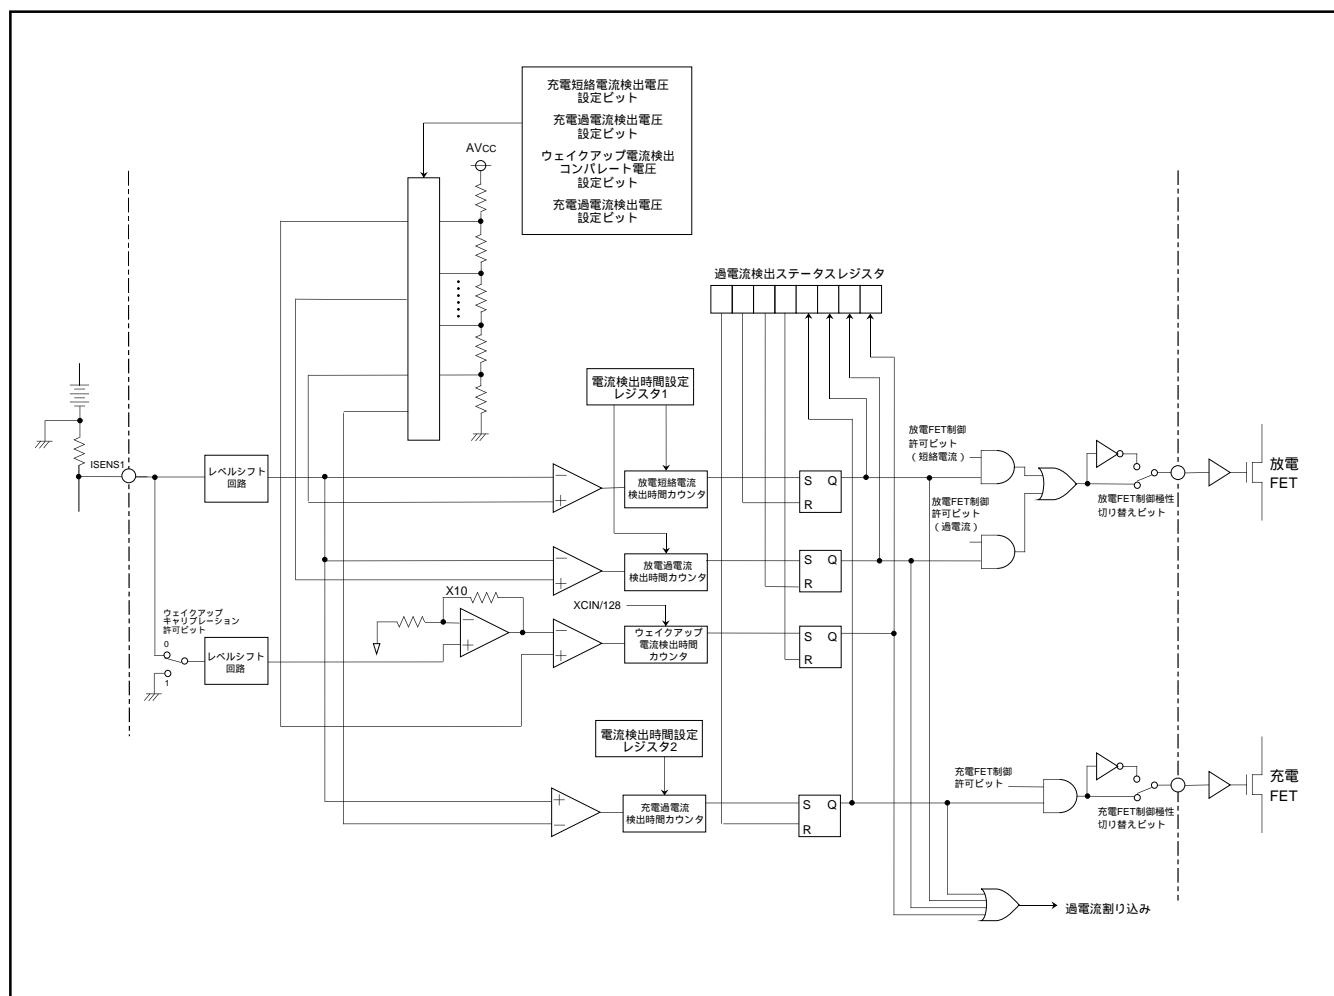 充電短絡電流検出電圧
設定ビット
充電過電流検出電圧
設定ビット
ウェイクアップ電流検出
コンパレート電圧
設定ビット
充電過電流検出電圧
設定ビット
AVCC
過電流検出ステータスレジスタ
電流検出時間設定
レジスタ1
ISENS1
レベルシフト
回路
－
＋
放電短絡電流
検出時間カウンタ
S Q
R
放電FET制御
許可ビット
（短絡電流）
放電FET制御
許可ビット
（過電流）
放電FET制御極性
切り替えビット
放電
FET
－
＋
放電過電流
検出時間カウンタ
S Q
R
ウェイクアップ
キャリブレーション
許可ビット
0
1
レベルシフト
回路
X10
－
＋
－
＋
XCIN/128
ウェイクアップ
電流検出時間
カウンタ
S Q
R
電流検出時間設定
レジスタ2
＋
－
充電過電流
検出時間カウンタ
S Q
R
充電FET制御
許可ビット
充電FET制御極性
切り替えビット
充電
FET
過電流割り込み